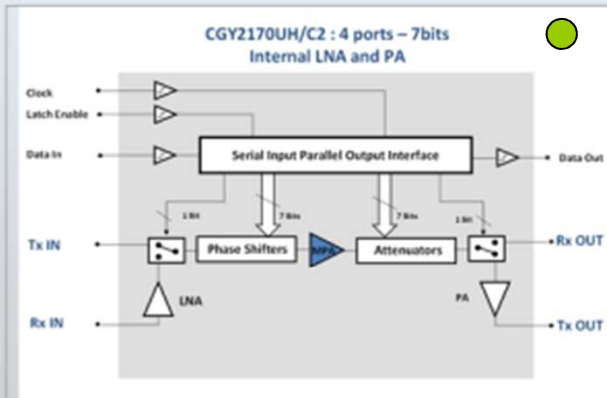 CGY2170UH/C2 : 4 ports – 7bits
Internal LNA and PA
Clock
Latch Enable
Data In
Serial Input Parallel Output Interface
Data Out
1 Bit
7 Bits
7 Bits
1 Bit
Tx IN
Phase Shifters
MPA
Attenuators
Rx OUT
LNA
PA
Rx IN
Tx OUT